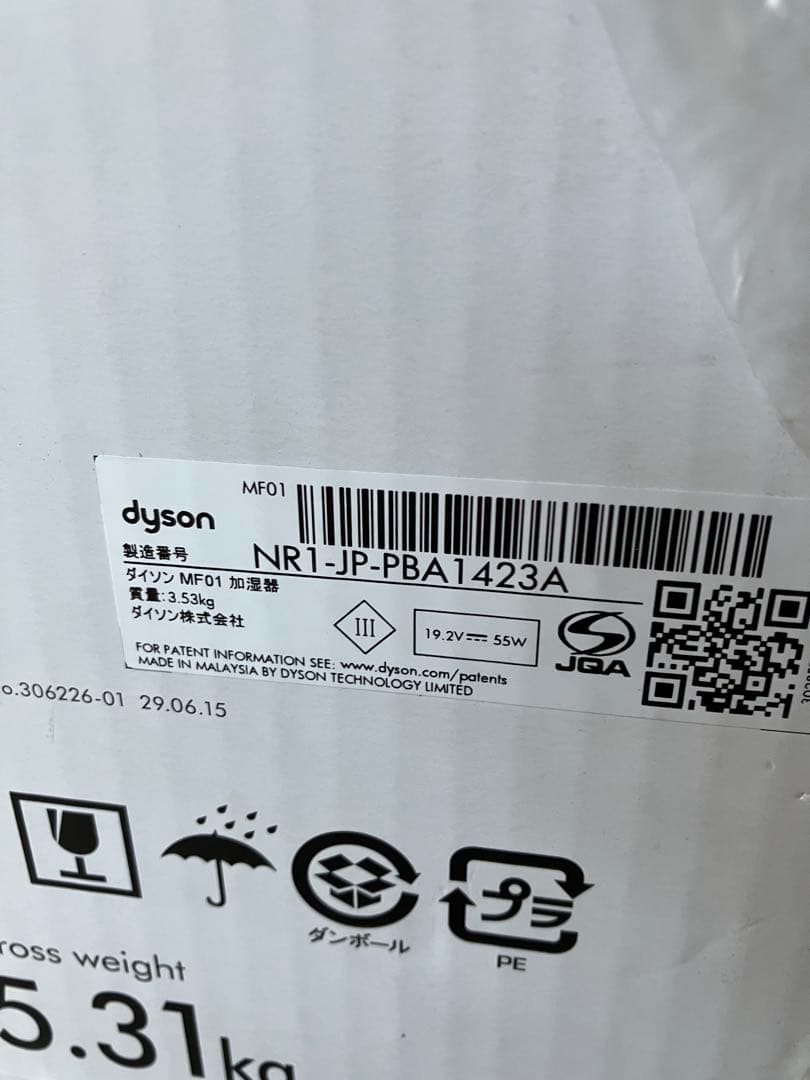 MF01
dyson
製造番号
NR1-JP-PBA1423A
ダイソン MF01 加湿器
質量:3.53kg
ダイソン株式会社
III
19.2V⎓ 55W
JQA
FOR PATENT INFORMATION SEE: www.dyson.com/patents
MADE IN MALAYSIA BY DYSON TECHNOLOGY LIMITED
o.306226-01 29.06.15
ダンボール
プラ
PE
ross weight
5.31kg